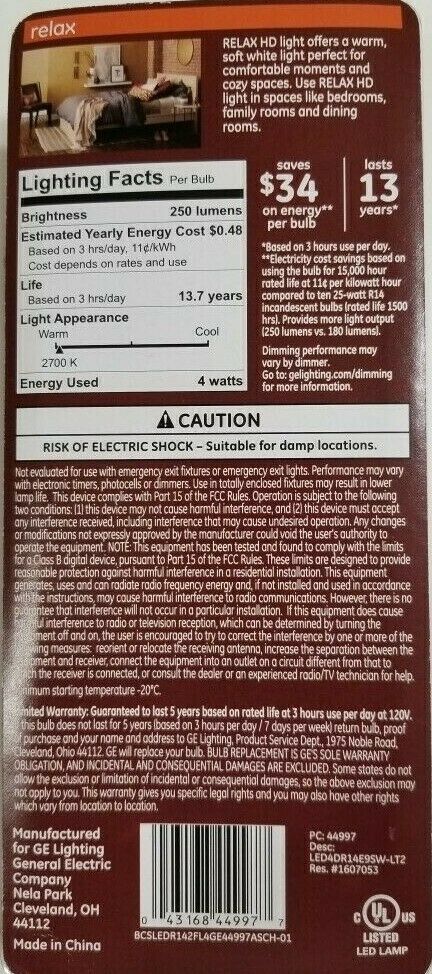 relax
RELAX HD light offers a warm,
soft white light perfect for
comfortable moments and
cozy spaces. Use RELAX HD
light in spaces like bedrooms,
family rooms and dining
rooms.
Lighting Facts Per Bulb
Brightness 250 lumens
Estimated Yearly Energy Cost $0.48
Based on 3 hrs/day, 11¢/kWh
Cost depends on rates and use
Life
Based on 3 hrs/day 13.7 years
Light Appearance
Warm Cool
2700 K
Energy Used 4 watts
saves
$34
on energy**
per bulb
lasts
13
years*
*Based on 3 hours use per day.
**Electricity cost savings based on
using the bulb for 15,000 hour
rated life at 11¢ per kilowatt hour
compared to ten 25-watt R14
incandescent bulbs (rated life 1500
hrs). Provides more light output
(250 lumens vs. 180 lumens).
Dimming performance may
vary by dimmer.
Go to: gelighting.com/dimming
for more information.
CAUTION
RISK OF ELECTRIC SHOCK – Suitable for damp locations.
Not evaluated for use with emergency exit fixtures or emergency exit lights. Performance may vary
with electronic timers, photocells or dimmers. Use in totally enclosed fixtures may result in lower
lamp life. This device complies with Part 15 of the FCC Rules. Operation is subject to the following
two conditions: (1) this device may not cause harmful interference, and (2) this device must accept
any interference received, including interference that may cause undesired operation. Any changes
or modifications not expressly approved by the manufacturer could void the user's authority to
operate the equipment. NOTE: This equipment has been tested and found to comply with the limits
for a Class B digital device, pursuant to Part 15 of the FCC Rules. These limits are designed to provide
reasonable protection against harmful interference in a residential installation. This equipment
generates, uses and can radiate radio frequency energy and, if not installed and used in accordance
with the instructions, may cause harmful interference to radio communications. However, there is no
guarantee that interference will not occur in a particular installation. If this equipment does cause
harmful interference to radio or television reception, which can be determined by turning the
off and on, the user is encouraged to try to correct the interference by one or more of the
measures: reorient or relocate the receiving antenna, increase the separation between the
and receiver, connect the equipment into an outlet on a circuit different from that to
the receiver is connected, or consult the dealer or an experienced radio/TV technician for help.
starting temperature -20°C.
Warranty: Guaranteed to last 5 years based on rated life at 3 hours use per day at 120V.
this bulb does not last for 5 years (based on 3 hours per day / 7 days per week) return bulb, proof
of purchase and your name and address to GE Lighting, Product Service Dept., 1975 Noble Road,
Cleveland, Ohio 44112. GE will replace your bulb. BULB REPLACEMENT IS GE'S SOLE WARRANTY
OBLIGATION, AND INCIDENTAL AND CONSEQUENTIAL DAMAGES ARE EXCLUDED. Some states do not
allow the exclusion or limitation of incidental or consequential damages, so the above exclusion may
not apply to you. This warranty gives you specific legal rights and you may also have other rights
which vary from location to location.
Manufactured
for GE Lighting
General Electric
Company
Nela Park
Cleveland, OH
44112
Made in China
0 43168 44997 7
BCSLEDR142FL4GE44997ASCH-01
PC: 44997
Desc:
LED4DR14E9SW-LT2
Res. #1607053
C UL US
LISTED
LED LAMP